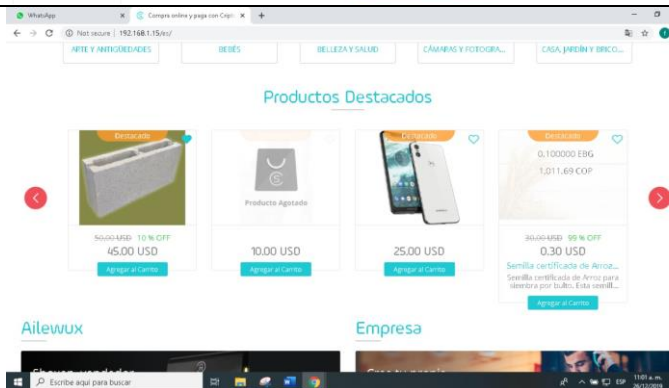 WhatsApp
Compra online y paga con Cripto
Not secure | 192.168.1.15/es/
ARTE Y ANTIGÜEDADES
BEBÉS
BELLEZA Y SALUD
CÁMARAS Y FOTOGRA...
CASA, JARDÍN Y BRICO...
Productos Destacados
Destacado
50,00 USD 10 % OFF
45.00 USD
Agregar al Carrito
Producto Agotado
10.00 USD
Agregar al Carrito
Destacado
25.00 USD
Agregar al Carrito
Destacado
0.100000 EBG
1,011.69 COP
30,00 USD 99 % OFF
0.30 USD
Semilla certificada de Arroz...
Semilla certificada de Arroz para
siembra por bulto. Esta semill...
Agregar al Carrito
Ailewux
Empresa
Escribe aquí para buscar
ESP
11:01 a. m.
26/12/2019